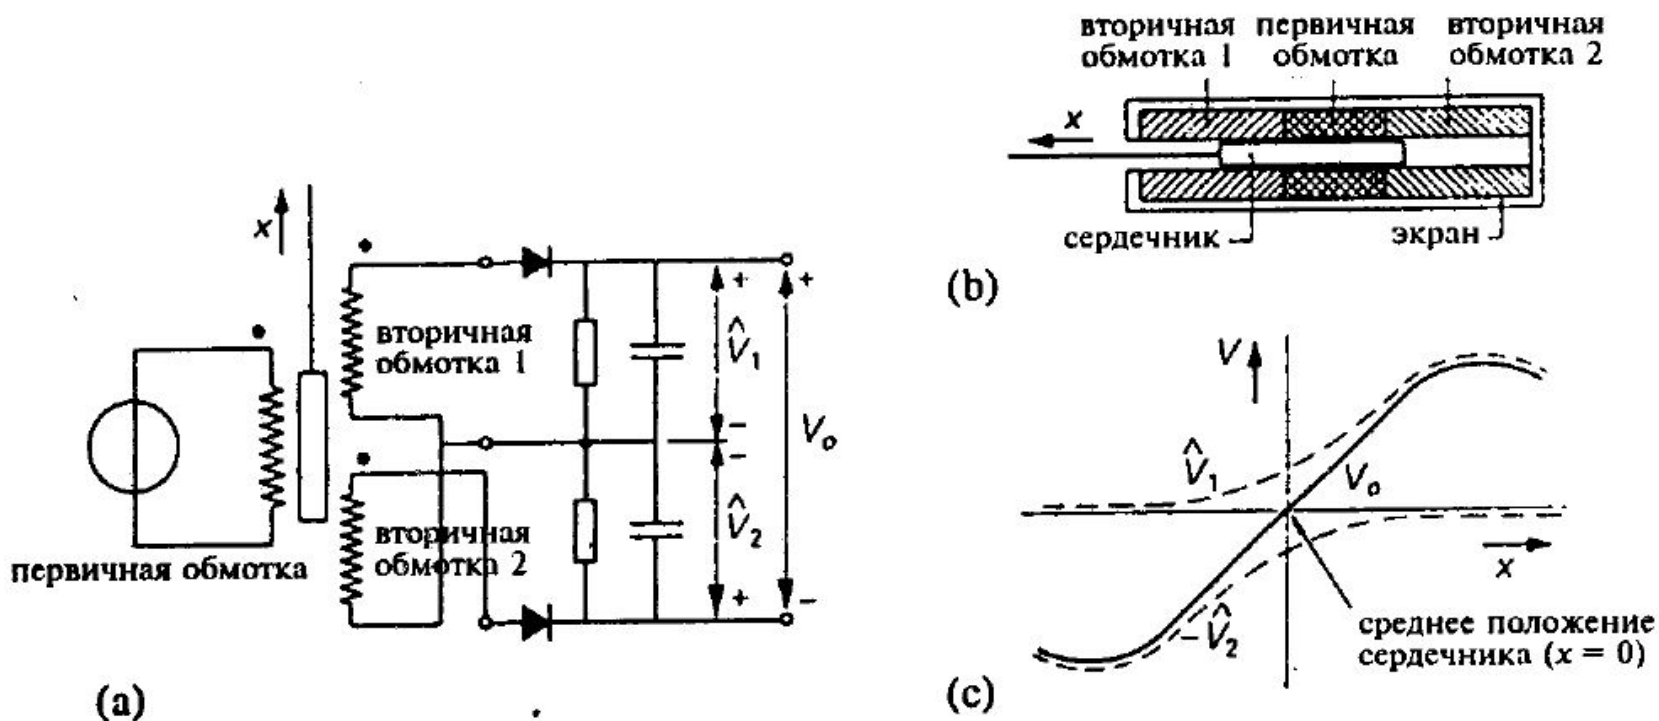 x
вторичная
обмотка 1
вторичная
обмотка 2
первичная обмотка
+
V̂₁
−
−
V̂₂
+
+
Vₒ
−
(a)
вторичная первичная вторичная
обмотка 1 обмотка обмотка 2
x
сердечник
экран
(b)
V
V̂₁
Vₒ
x
−V̂₂
среднее положение
сердечника (x = 0)
(c)